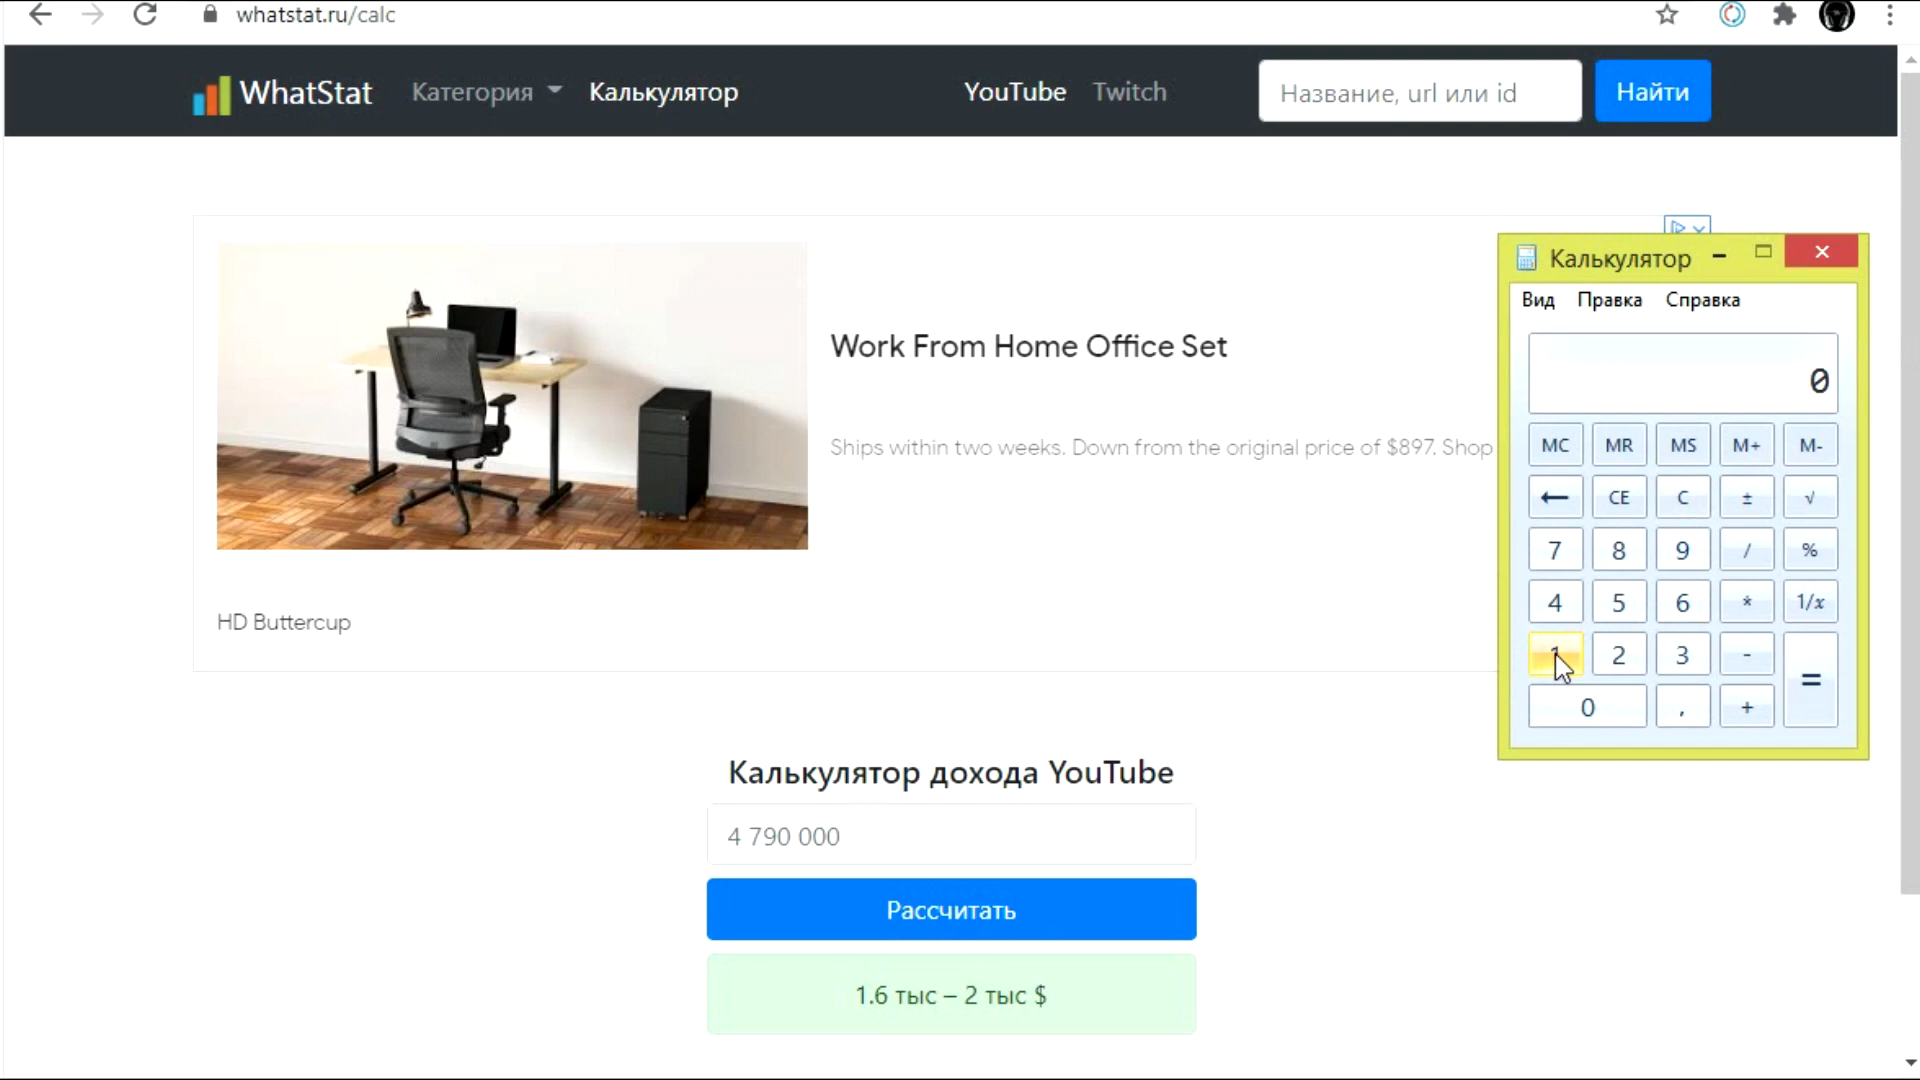 whatstat.ru/calc
WhatStat Категория Калькулятор YouTube Twitch Название, url или id Найти
Work From Home Office Set
Ships within two weeks. Down from the original price of $897. Shop
HD Buttercup
Калькулятор
Вид Правка Справка
0
MC MR MS M+ M-
← CE C ± √
7 8 9 / %
4 5 6 * 1/x
1 2 3 - =
0 , +
Калькулятор дохода YouTube
4 790 000
Рассчитать
1.6 тыс – 2 тыс $